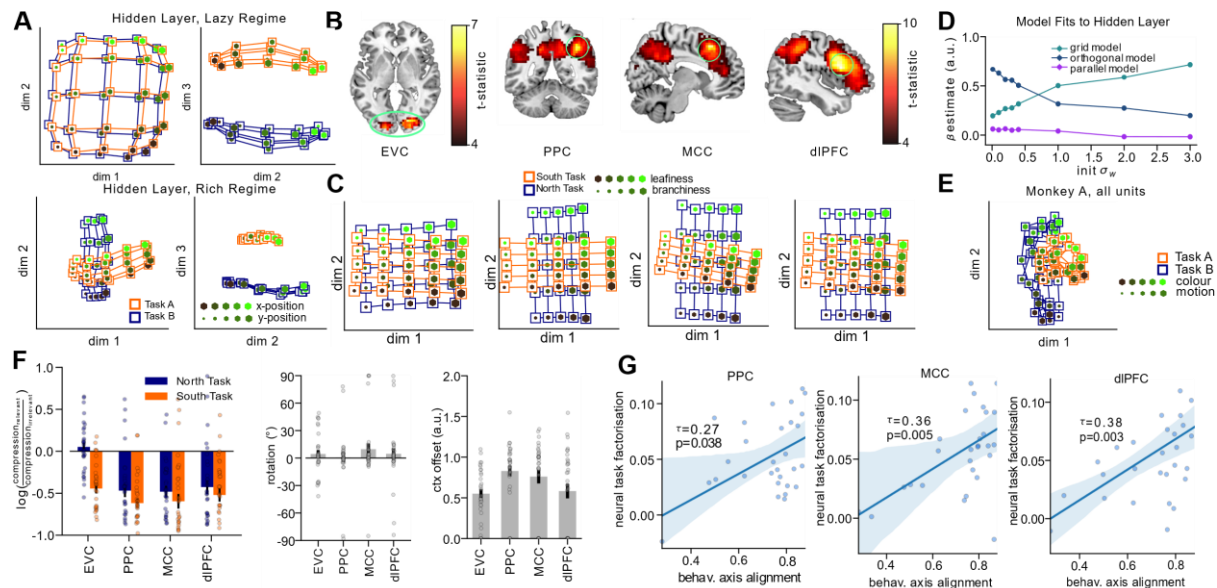 A
Hidden Layer, Lazy Regime
dim 2
dim 1
dim 3
dim 2
Hidden Layer, Rich Regime
dim 2
dim 1
Task A
Task B
dim 3
dim 2
x-position
y-position
B
7
t-statistic
4
10
t-statistic
4
EVC
PPC
MCC
dlPFC
C
South Task
North Task
leafiness
branchiness
dim 2
dim 1
dim 2
dim 1
dim 2
dim 1
dim 2
dim 1
D
Model Fits to Hidden Layer
grid model
orthogonal model
parallel model
1.0
0.5
0.0
βestimate (a.u.)
0.0
1.0
2.0
3.0
init σw
E
Monkey A, all units
dim 2
dim 1
Task A
Task B
colour
motion
F
North Task
South Task
log(compression relevant / compression irrelevant)
1.0
0.5
0.0
-0.5
-1.0
EVC
PPC
MCC
dlPFC
rotation (°)
90
60
30
0
-30
-60
-90
EVC
PPC
MCC
dlPFC
ctx offset (a.u.)
2.0
1.5
1.0
0.5
0.0
EVC
PPC
MCC
dlPFC
G
PPC
neural task factorisation
0.10
0.05
0.00
τ=0.27
p=0.038
0.4
0.6
0.8
behav. axis alignment
MCC
neural task factorisation
0.10
0.05
0.00
τ=0.36
p=0.005
0.4
0.6
0.8
behav. axis alignment
dlPFC
neural task factorisation
0.10
0.05
0.00
τ=0.38
p=0.003
0.4
0.6
0.8
behav. axis alignment